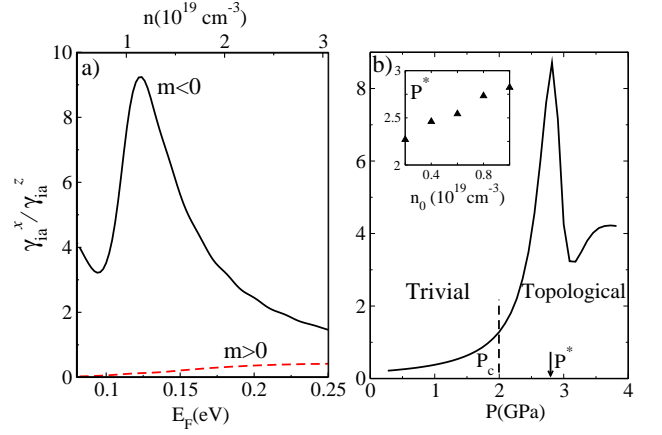 n(10^19 cm^-3)
1 2 3
10
8
6
4
2
0
a)
m<0
m>0
γ_ia^x / γ_ia^z
0.1 0.15 0.2 0.25
E_F(eV)
b)
8
6
4
2
0
3
2.5
2
P^*
0.4 0.8
n_0 (10^19 cm^-3)
Trivial Topological
P_c P^*
0 1 2 3 4
P(GPa)